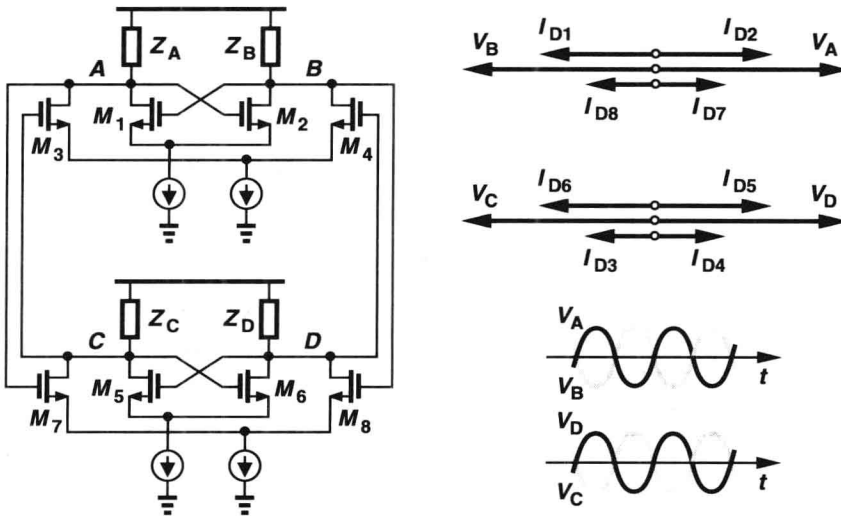 Z_A Z_B
A B
M_1 M_2
M_3 M_4
Z_C Z_D
C D
M_5 M_6
M_7 M_8
I_D1 I_D2
V_B V_A
I_D8 I_D7
I_D6 I_D5
V_C V_D
I_D3 I_D4
V_A
V_B t
V_D
V_C t